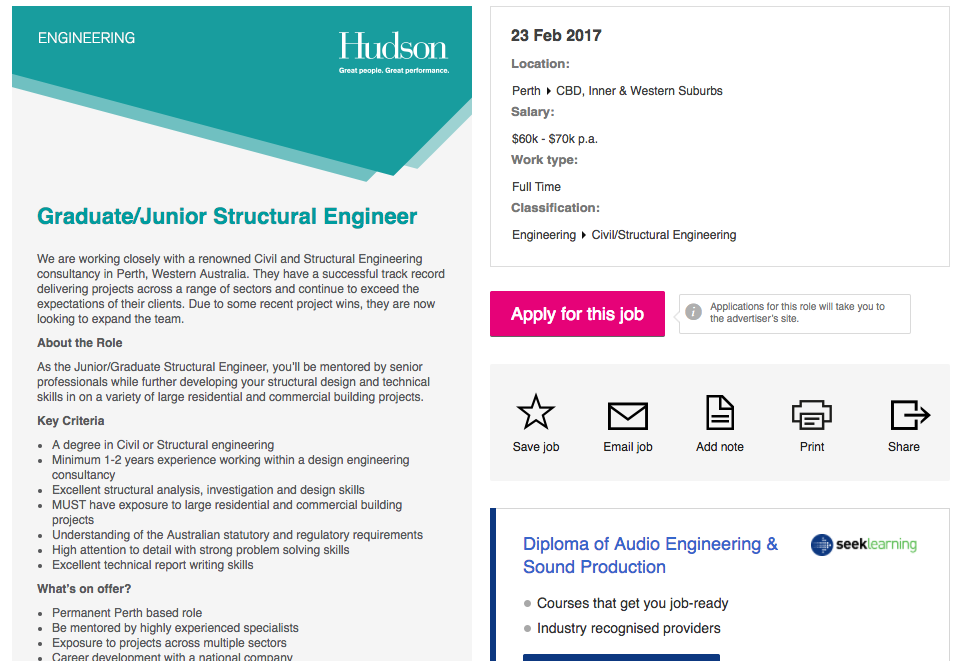 ENGINEERING
Hudson
Great people. Great performance.
Graduate/Junior Structural Engineer
We are working closely with a renowned Civil and Structural Engineering
consultancy in Perth, Western Australia. They have a successful track record
delivering projects across a range of sectors and continue to exceed the
expectations of their clients. Due to some recent project wins, they are now
looking to expand the team.
About the Role
As the Junior/Graduate Structural Engineer, you'll be mentored by senior
professionals while further developing your structural design and technical
skills in on a variety of large residential and commercial building projects.
Key Criteria
A degree in Civil or Structural engineering
Minimum 1-2 years experience working within a design engineering
consultancy
Excellent structural analysis, investigation and design skills
MUST have exposure to large residential and commercial building
projects
Understanding of the Australian statutory and regulatory requirements
High attention to detail with strong problem solving skills
Excellent technical report writing skills
What's on offer?
Permanent Perth based role
Be mentored by highly experienced specialists
Exposure to projects across multiple sectors
Career development with a national company
23 Feb 2017
Location:
Perth CBD, Inner & Western Suburbs
Salary:
$60k - $70k p.a.
Work type:
Full Time
Classification:
Engineering Civil/Structural Engineering
Apply for this job
i Applications for this role will take you to
the advertiser's site.
Save job Email job Add note Print Share
Diploma of Audio Engineering &
Sound Production
seeklearning
Courses that get you job-ready
Industry recognised providers